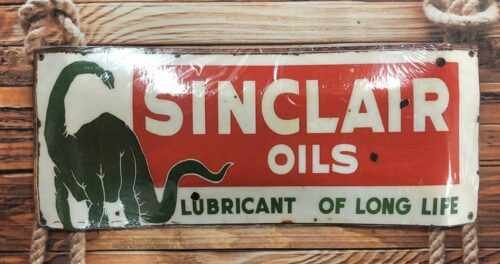 SINCLAIR
OILS
LUBRICANT OF LONG LIFE